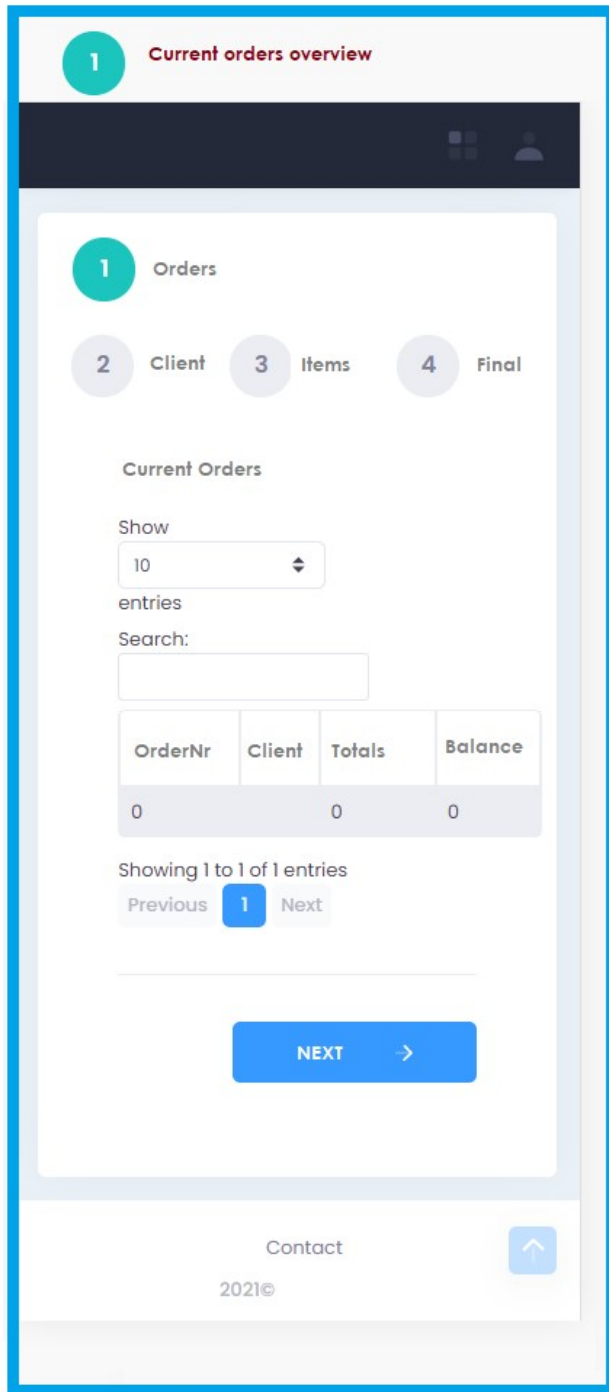 1 Current orders overview
1 Orders
2 Client 3 Items 4 Final
Current Orders
Show
10
entries
Search:
OrderNr Client Totals Balance
0 0 0
Showing 1 to 1 of 1 entries
Previous 1 Next
NEXT
Contact
2021©